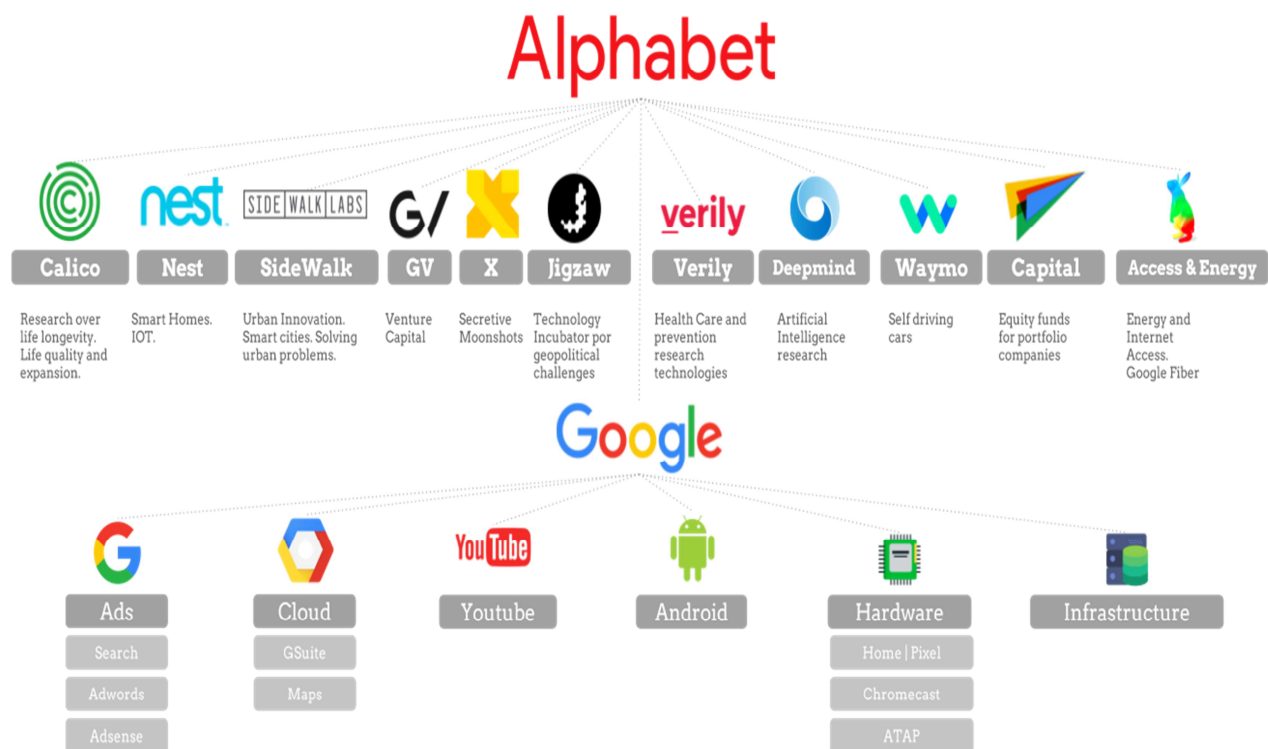 Alphabet
nest
SIDE WALK LABS
G/
X
verily
W
Calico
Nest
SideWalk
GV
X
Jigzaw
Verily
Deepmind
Waymo
Capital
Access & Energy
Research over
life longevity.
Life quality and
expansion.
Smart Homes.
IOT.
Urban Innovation.
Smart cities. Solving
urban problems.
Venture
Capital
Secretive
Moonshots
Technology
Incubator por
geopolitical
challenges
Health Care and
prevention
research
technologies
Artificial
Intelligence
research
Self driving
cars
Equity funds
for portfolio
companies
Energy and
Internet
Access.
Google Fiber
Google
G
YouTube
Ads
Cloud
Youtube
Android
Hardware
Infrastructure
Search
GSuite
Home | Pixel
Adwords
Maps
Chromecast
Adsense
ATAP